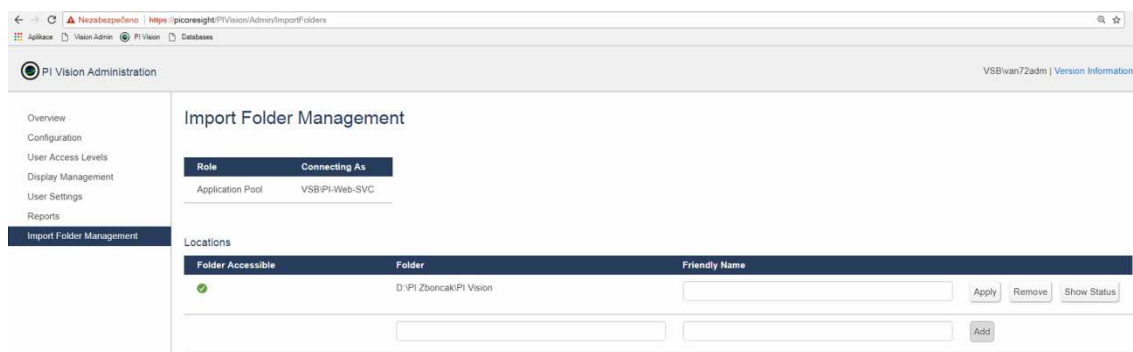 Nezabezpečeno | https://picoresight/PIVision/Admin/ImportFolders
Aplikace Vision Admin PI Vision Databases
PI Vision Administration
VSB\van72adm | Version Information
Overview
Configuration
User Access Levels
Display Management
User Settings
Reports
Import Folder Management
Import Folder Management
Role Connecting As
Application Pool VSB\PI-Web-SVC
Locations
Folder Accessible Folder Friendly Name
D:\PI Zboncak\PI Vision Apply Remove Show Status
Add